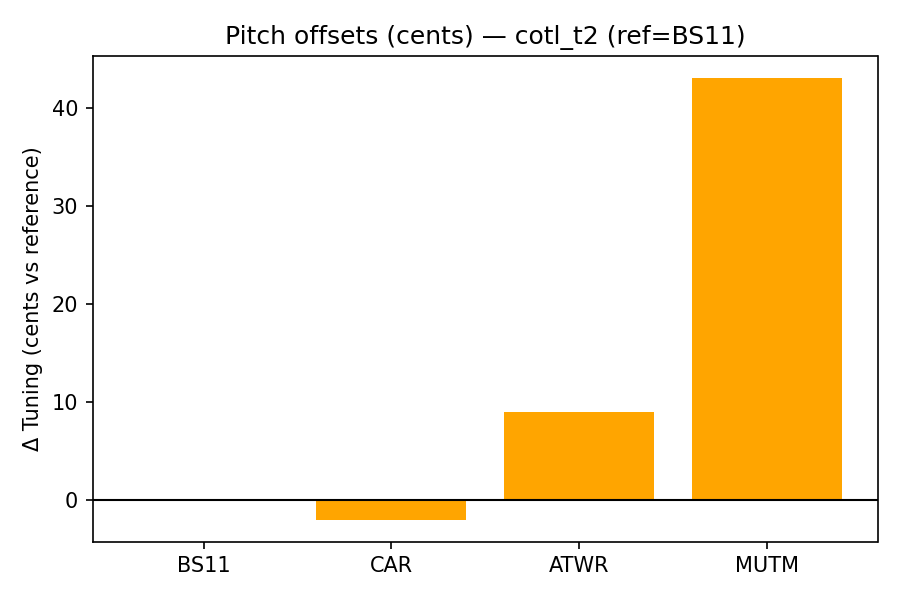 Pitch offsets (cents) — cotl_t2 (ref=BS11)
Δ Tuning (cents vs reference)
40
30
20
10
0
BS11 CAR ATWR MUTM